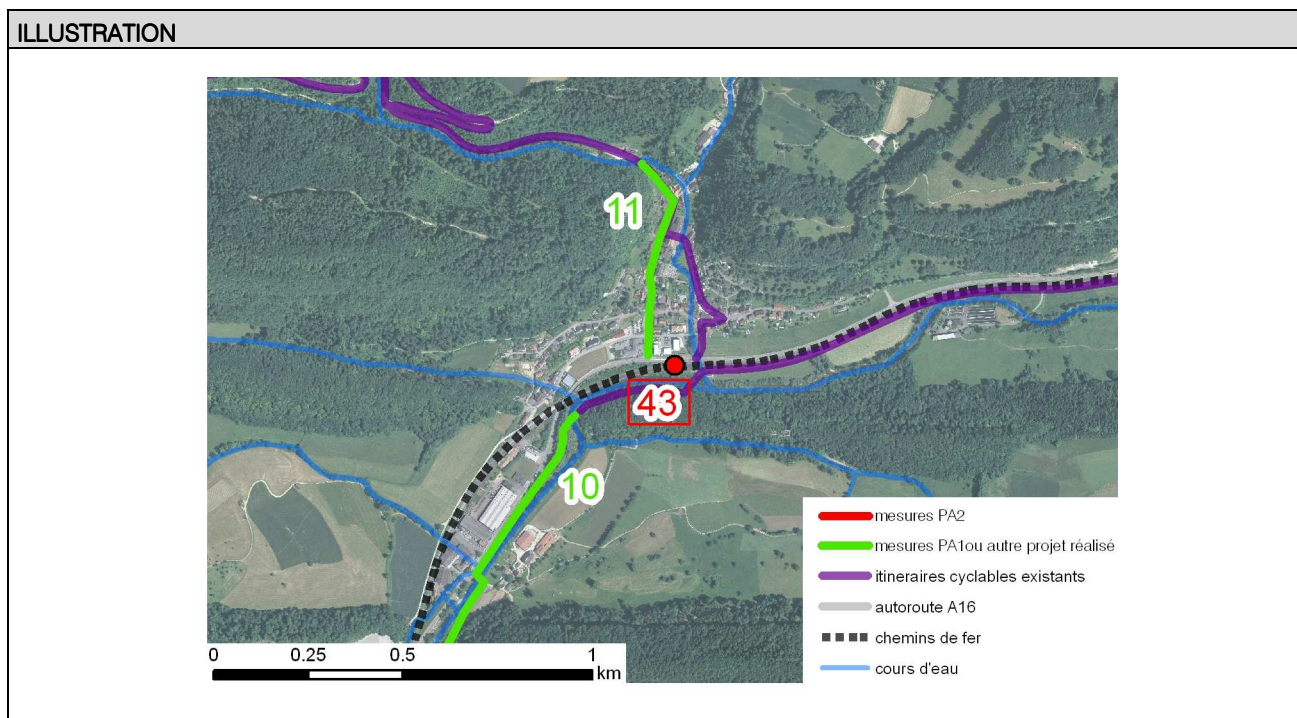 ILLUSTRATION
11
43
10
mesures PA2
mesures PA1ou autre projet réalisé
itineraires cyclables existants
autoroute A16
chemins de fer
cours d'eau
0 0.25 0.5 1
km